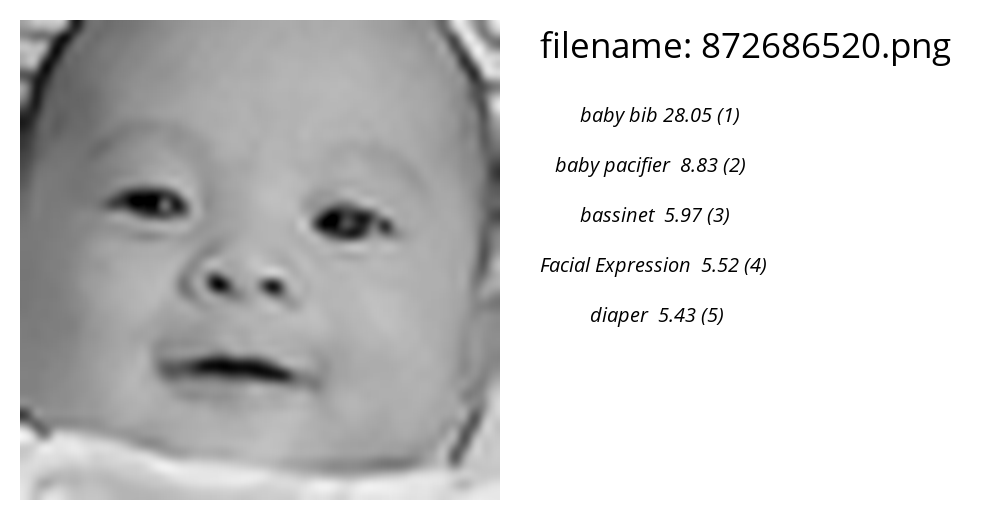 filename: 872686520.png
baby bib 28.05 (1)
baby pacifier 8.83 (2)
bassinet 5.97 (3)
Facial Expression 5.52 (4)
diaper 5.43 (5)